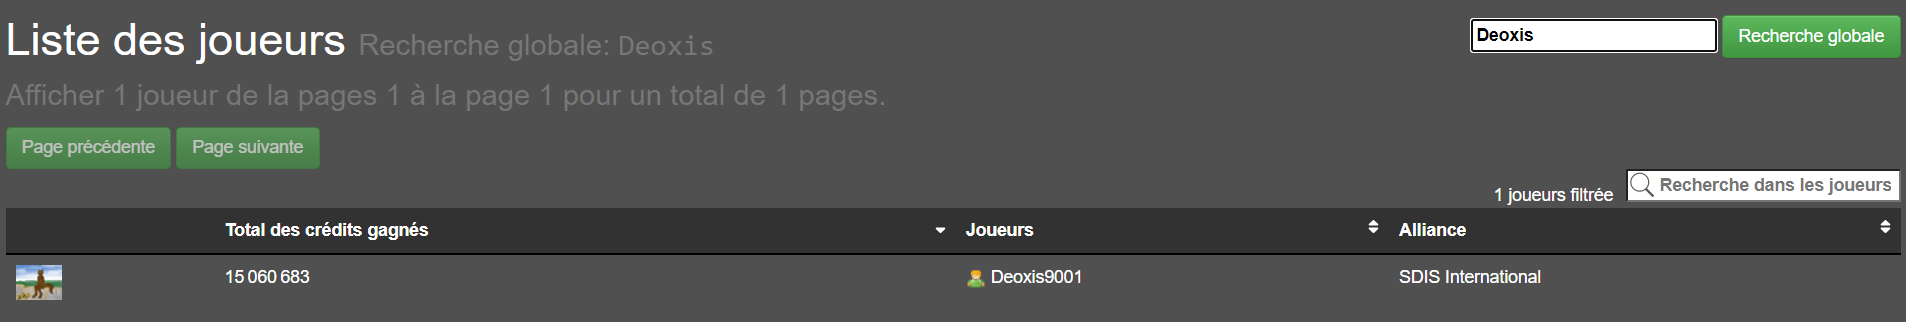 Liste des joueurs Recherche globale: Deoxis
Deoxis Recherche globale
Afficher 1 joueur de la pages 1 à la page 1 pour un total de 1 pages.
Page précédente Page suivante
1 joueurs filtrée Recherche dans les joueurs
Total des crédits gagnés Joueurs Alliance
15 060 683 Deoxis9001 SDIS International